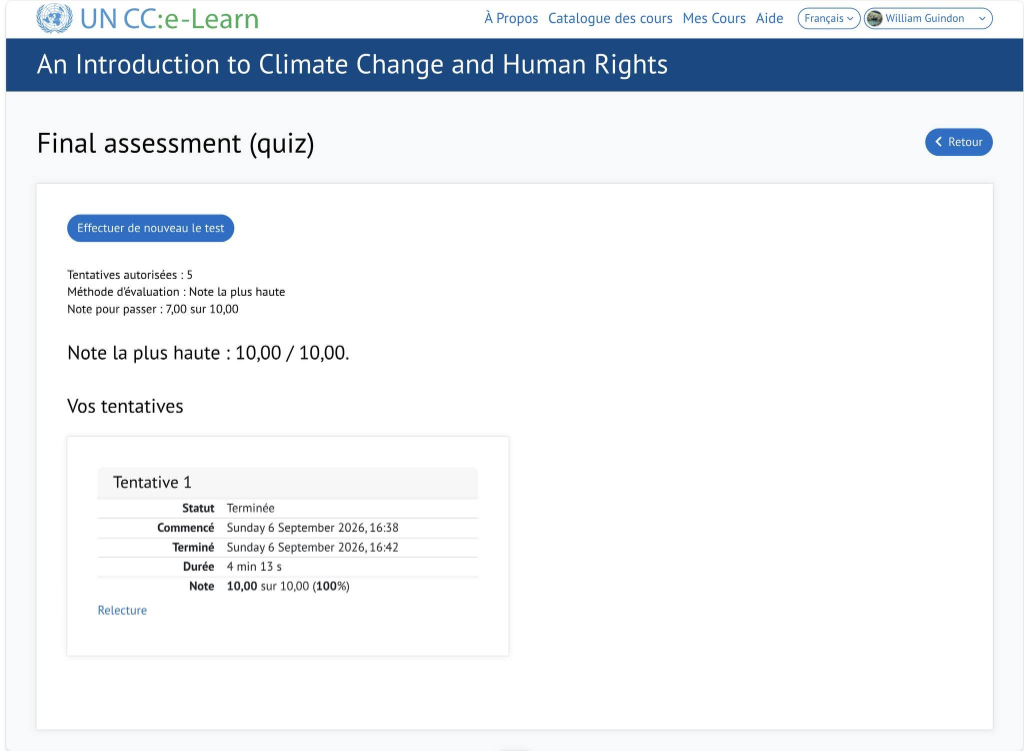 UN CC:e-Learn
À Propos Catalogue des cours Mes Cours Aide Français William Guindon
An Introduction to Climate Change and Human Rights
Final assessment (quiz)
Retour
Effectuer de nouveau le test
Tentatives autorisées : 5
Méthode d'évaluation : Note la plus haute
Note pour passer : 7,00 sur 10,00
Note la plus haute : 10,00 / 10,00.
Vos tentatives
Tentative 1
Statut Terminée
Commencé Sunday 6 September 2026, 16:38
Terminé Sunday 6 September 2026, 16:42
Durée 4 min 13 s
Note 10,00 sur 10,00 (100%)
Relecture